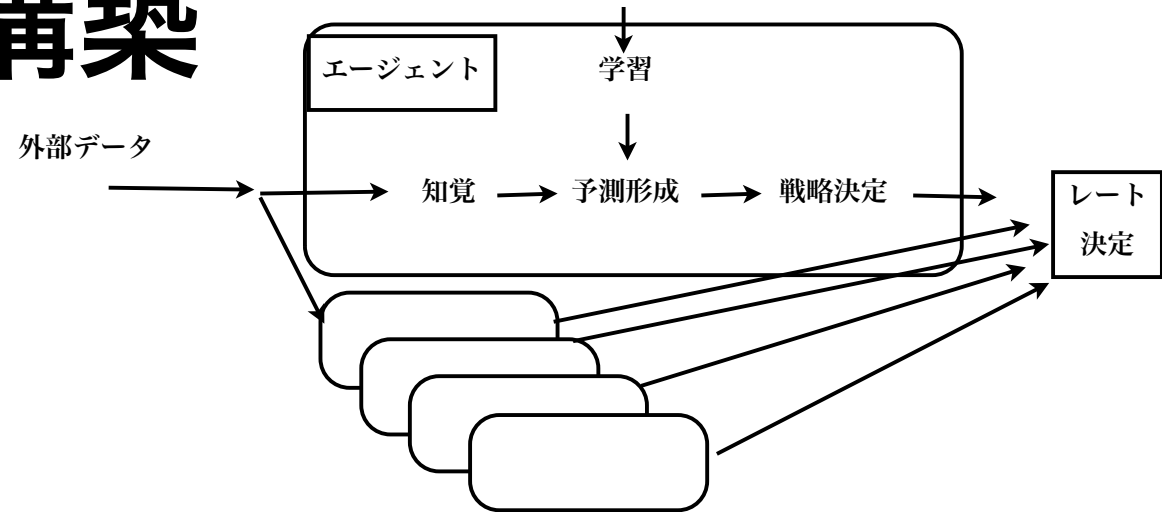 構築
エージェント
学習
外部データ
知覚
予測形成
戦略決定
レート
決定